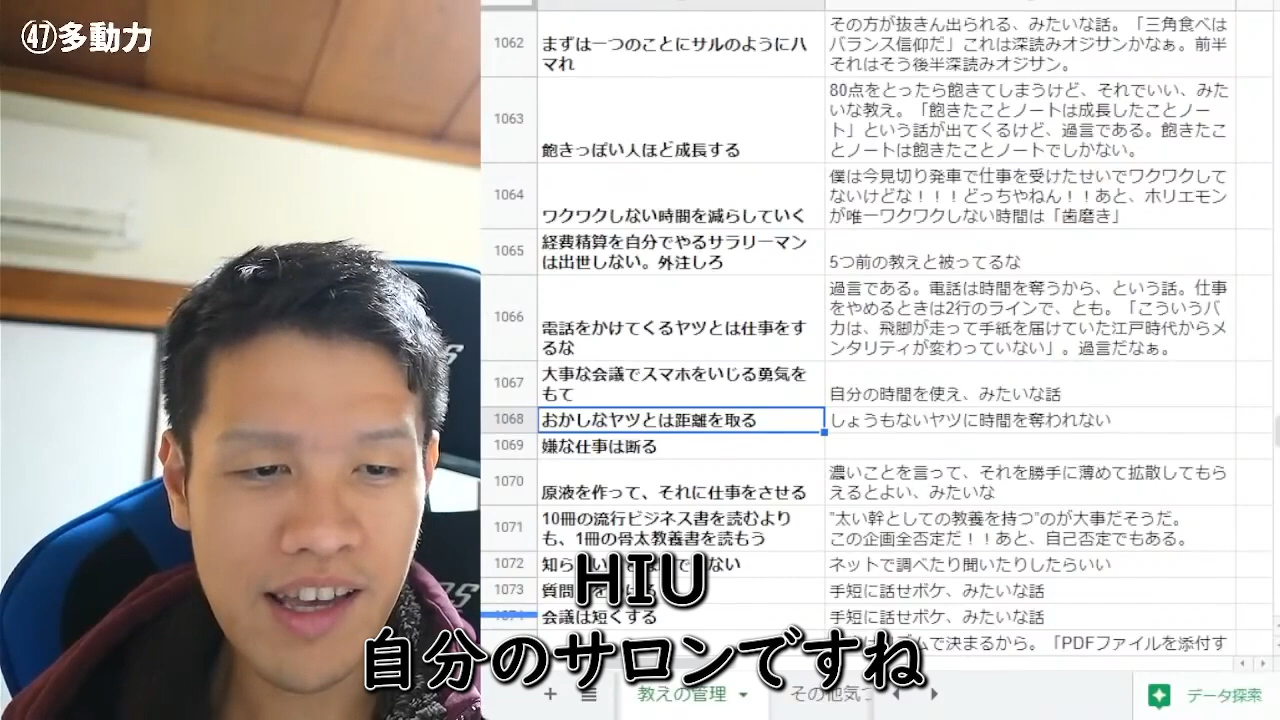 ㊼多動力
1062 まずは一つのことにサルのようにハ
マれ
その方が抜きん出られる、みたいな話。「三角食べは
バランス信仰だ」これは深読みオジサンかなぁ。前半
それはそう後半深読みオジサン。
1063 飽きっぽい人ほど成長する
80点をとったら飽きてしまうけど、それでいい、みた
いな教え。「飽きたことノートは成長したことノー
ト」という話が出てくるけど、過言である。飽きたこ
とノートは飽きたことノートでしかない。
1064 ワクワクしない時間を減らしていく
僕は今見切り発車で仕事を受けたせいでワクワクして
ないけどな！！！どっちやねん！！あと、ホリエモン
が唯一ワクワクしない時間は「歯磨き」
1065 経費精算を自分でやるサラリーマン
は出世しない。外注しろ
5つ前の教えと被ってるな
1066 電話をかけてくるヤツとは仕事をす
るな
過言である。電話は時間を奪うから、という話。仕事
をやめるときは2行のラインで、とも。「こういうバ
カは、飛脚が走って手紙を届けていた江戸時代からメ
ンタリティが変わっていない」。過言だなぁ。
1067 大事な会議でスマホをいじる勇気を
もて
自分の時間を使え、みたいな話
1068 おかしなヤツとは距離を取る
しょうもないヤツに時間を奪われない
1069 嫌な仕事は断る
1070 原液を作って、それに仕事をさせる
濃いことを言って、それを勝手に薄めて拡散してもら
えるとよい、みたいな
1071 10冊の流行ビジネス書を読むより
も、1冊の骨太教養書を読もう
"太い幹としての教養を持つ"のが大事だそうだ。
この企画全否定だ！！あと、自己否定でもある。
1072 知ら
ない
ネットで調べたり聞いたりしたらいい
1073 質問
手短に話せボケ、みたいな話
会議は短くする
手短に話せボケ、みたいな話
ムで決まるから。「PDFファイルを添付す
HIU
自分のサロンですね
教えの管理
その他気
データ探索